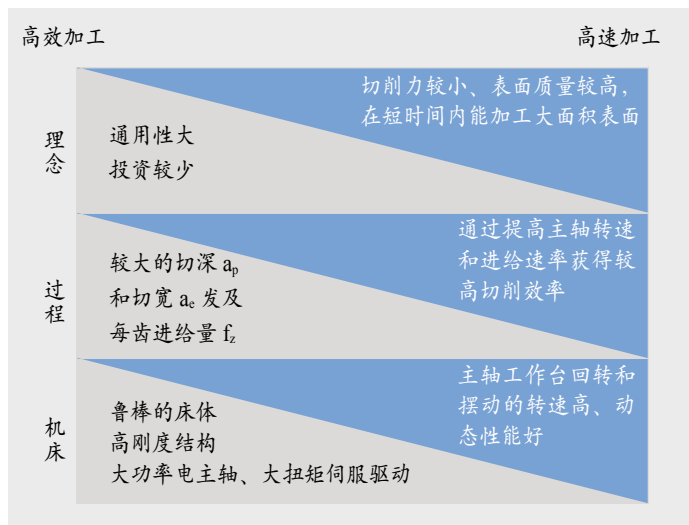 高效加工
高速加工
理念
通用性大
投资较少
切削力较小、表面质量较高，
在短时间内能加工大面积表面
过程
较大的切深 aₚ
和切宽 aₑ 发及
每齿进给量 f_z
通过提高主轴转速
和进给速率获得较
高切削效率
机床
鲁棒的床体
高刚度结构
大功率电主轴、大扭矩伺服驱动
主轴工作台回转和
摆动的转速高、动
态性能好